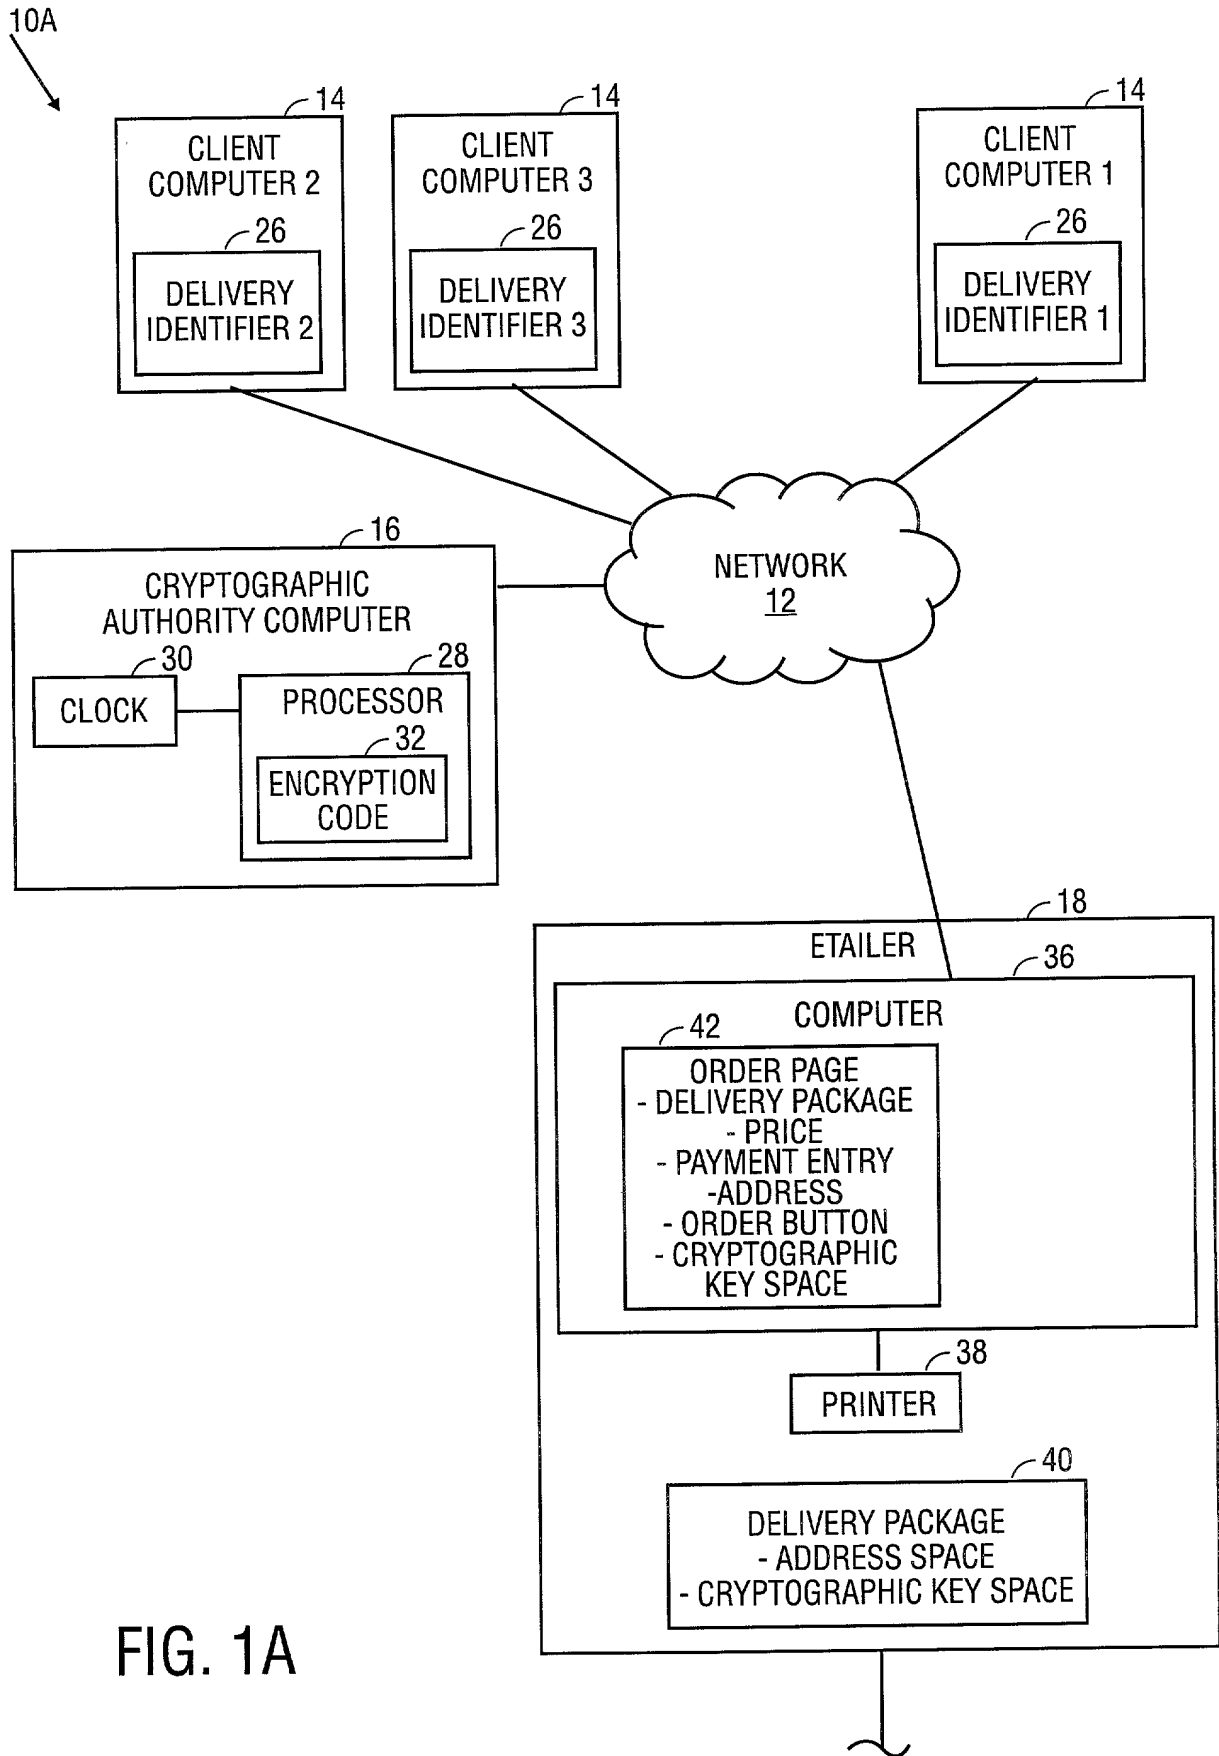 10A
14
CLIENT
COMPUTER 2
26
DELIVERY
IDENTIFIER 2
14
CLIENT
COMPUTER 3
26
DELIVERY
IDENTIFIER 3
14
CLIENT
COMPUTER 1
26
DELIVERY
IDENTIFIER 1
NETWORK
12
16
CRYPTOGRAPHIC
AUTHORITY COMPUTER
30
CLOCK
28
PROCESSOR
32
ENCRYPTION
CODE
18
ETAILER
36
COMPUTER
42
ORDER PAGE
- DELIVERY PACKAGE
- PRICE
- PAYMENT ENTRY
-ADDRESS
- ORDER BUTTON
- CRYPTOGRAPHIC
KEY SPACE
38
PRINTER
40
DELIVERY PACKAGE
- ADDRESS SPACE
- CRYPTOGRAPHIC KEY SPACE
FIG. 1A